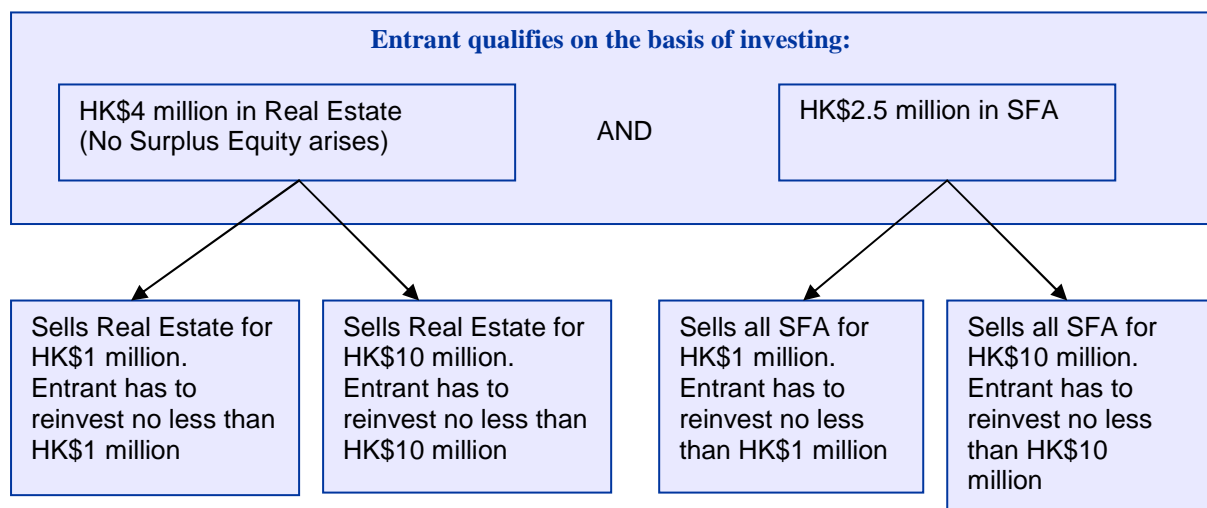 Entrant qualifies on the basis of investing:
HK$4 million in Real Estate
(No Surplus Equity arises)
AND
HK$2.5 million in SFA
Sells Real Estate for
HK$1 million.
Entrant has to
reinvest no less than
HK$1 million
Sells Real Estate for
HK$10 million.
Entrant has to
reinvest no less than
HK$10 million
Sells all SFA for
HK$1 million.
Entrant has to
reinvest no less
than HK$1 million
Sells all SFA for
HK$10 million.
Entrant has to
reinvest no less
than HK$10
million